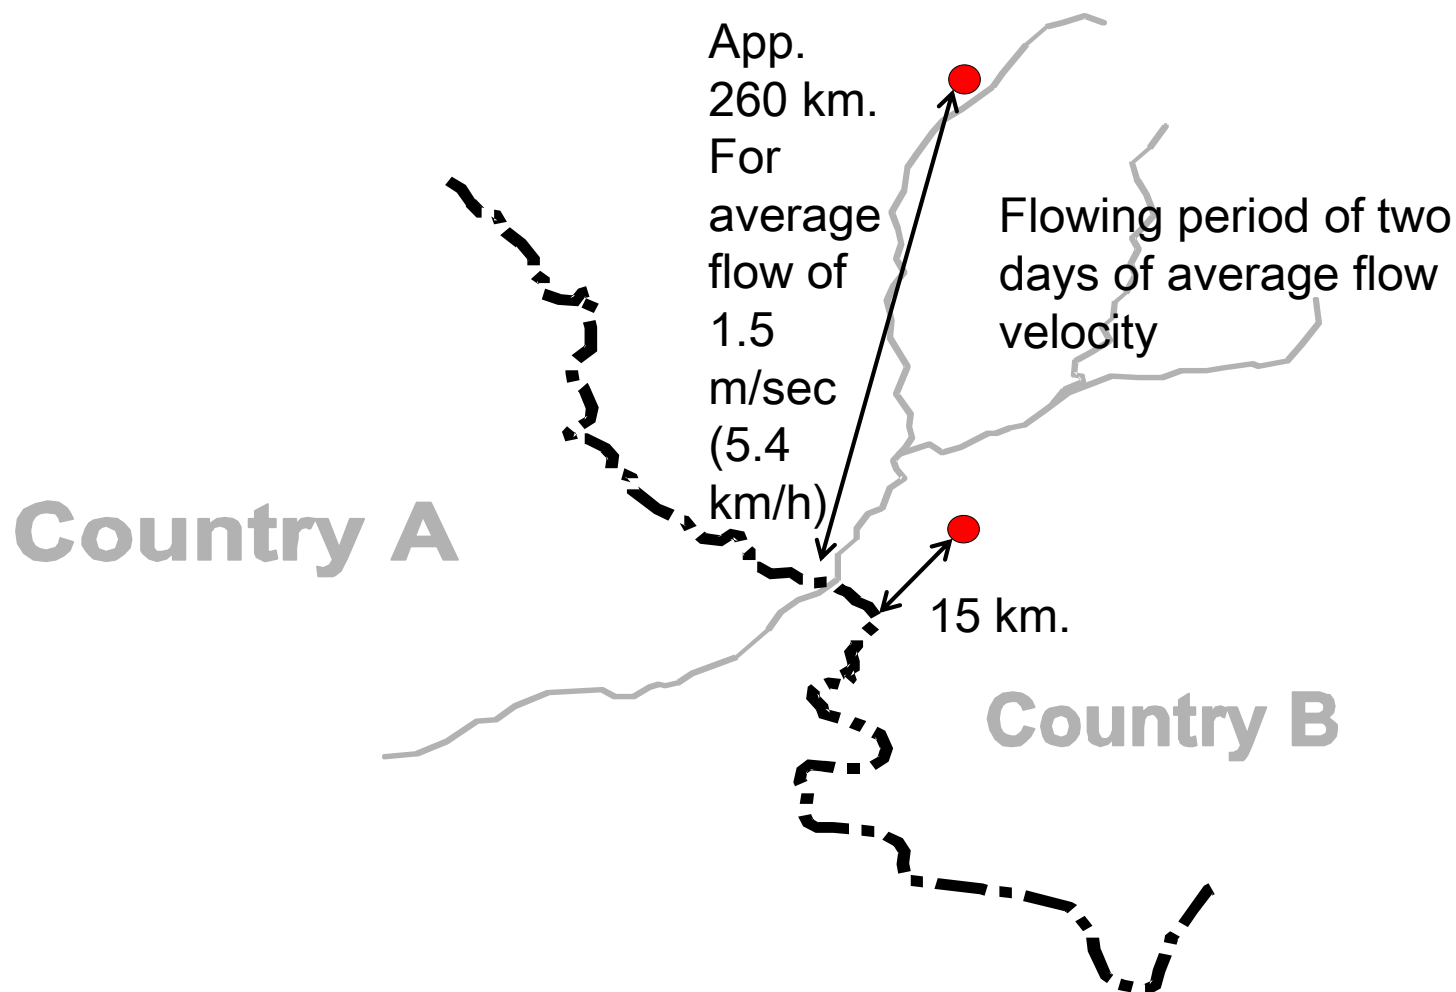 App.
260 km.
For
average
flow of
1.5
m/sec
(5.4
km/h)
Flowing period of two
days of average flow
velocity
Country A
15 km.
Country B